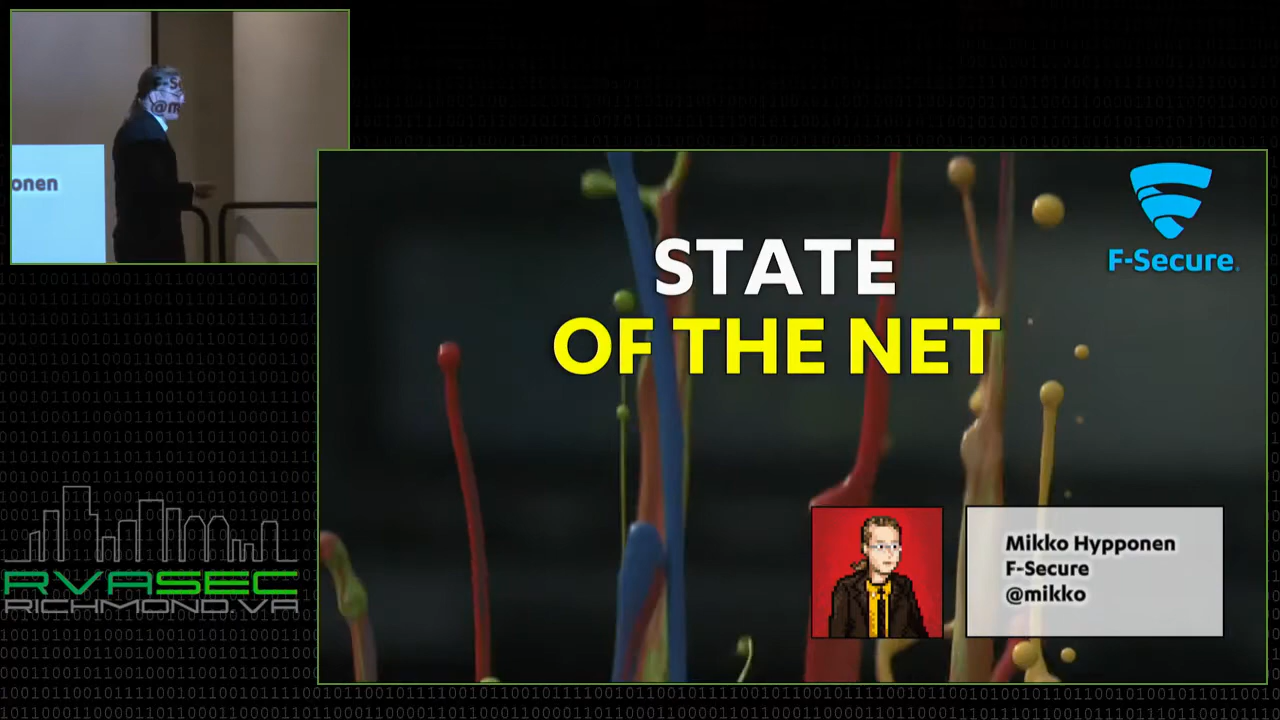 F-S
@m
onen
STATE
OF THE NET
F-Secure.
Mikko Hypponen
F-Secure
@mikko
RVASEC
RICHMOND.VA